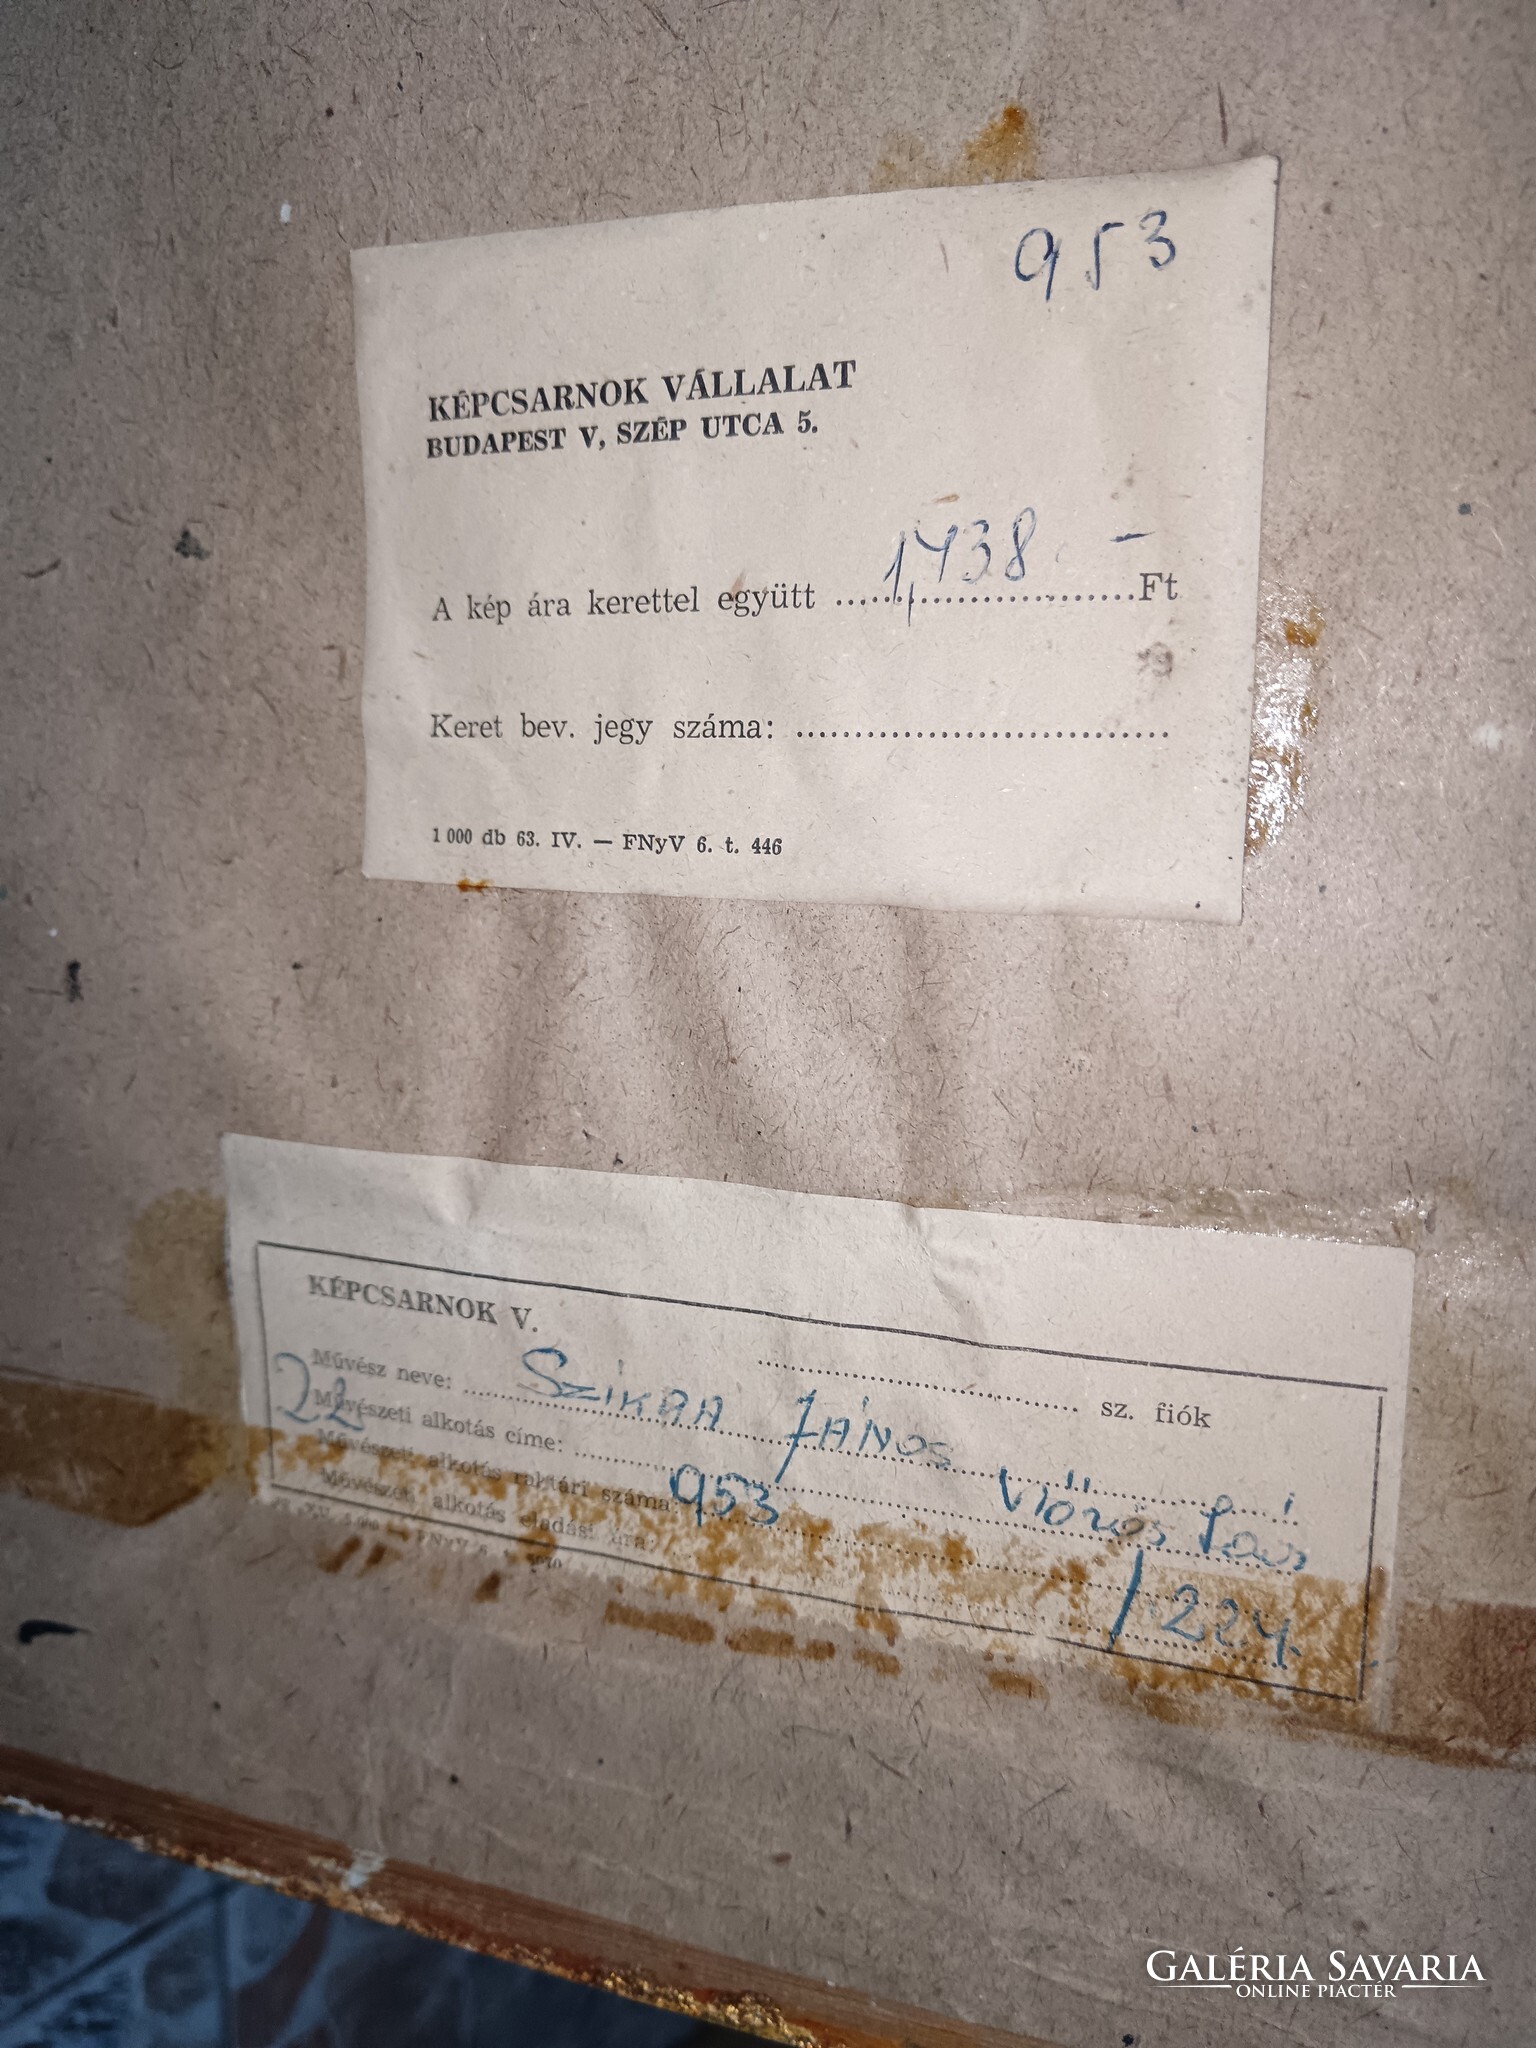 953
KÉPCSARNOK VÁLLALAT
BUDAPEST V, SZÉP UTCA 5.
A kép ára kerettel együtt 1,438 - Ft
Keret bev. jegy száma:
1 000 db 63. IV. — FNyV 6. t. 446
KÉPCSARNOK V.
sz. fiók
Művész neve: SZIKRA JÁNOS
22
Művészeti alkotás címe: Vörös
Művészeti alkotás raktári száma: 953
Művészeti alkotás eladási ára: 1224.
GALÉRIA SAVARIA
ONLINE PIACTÉR